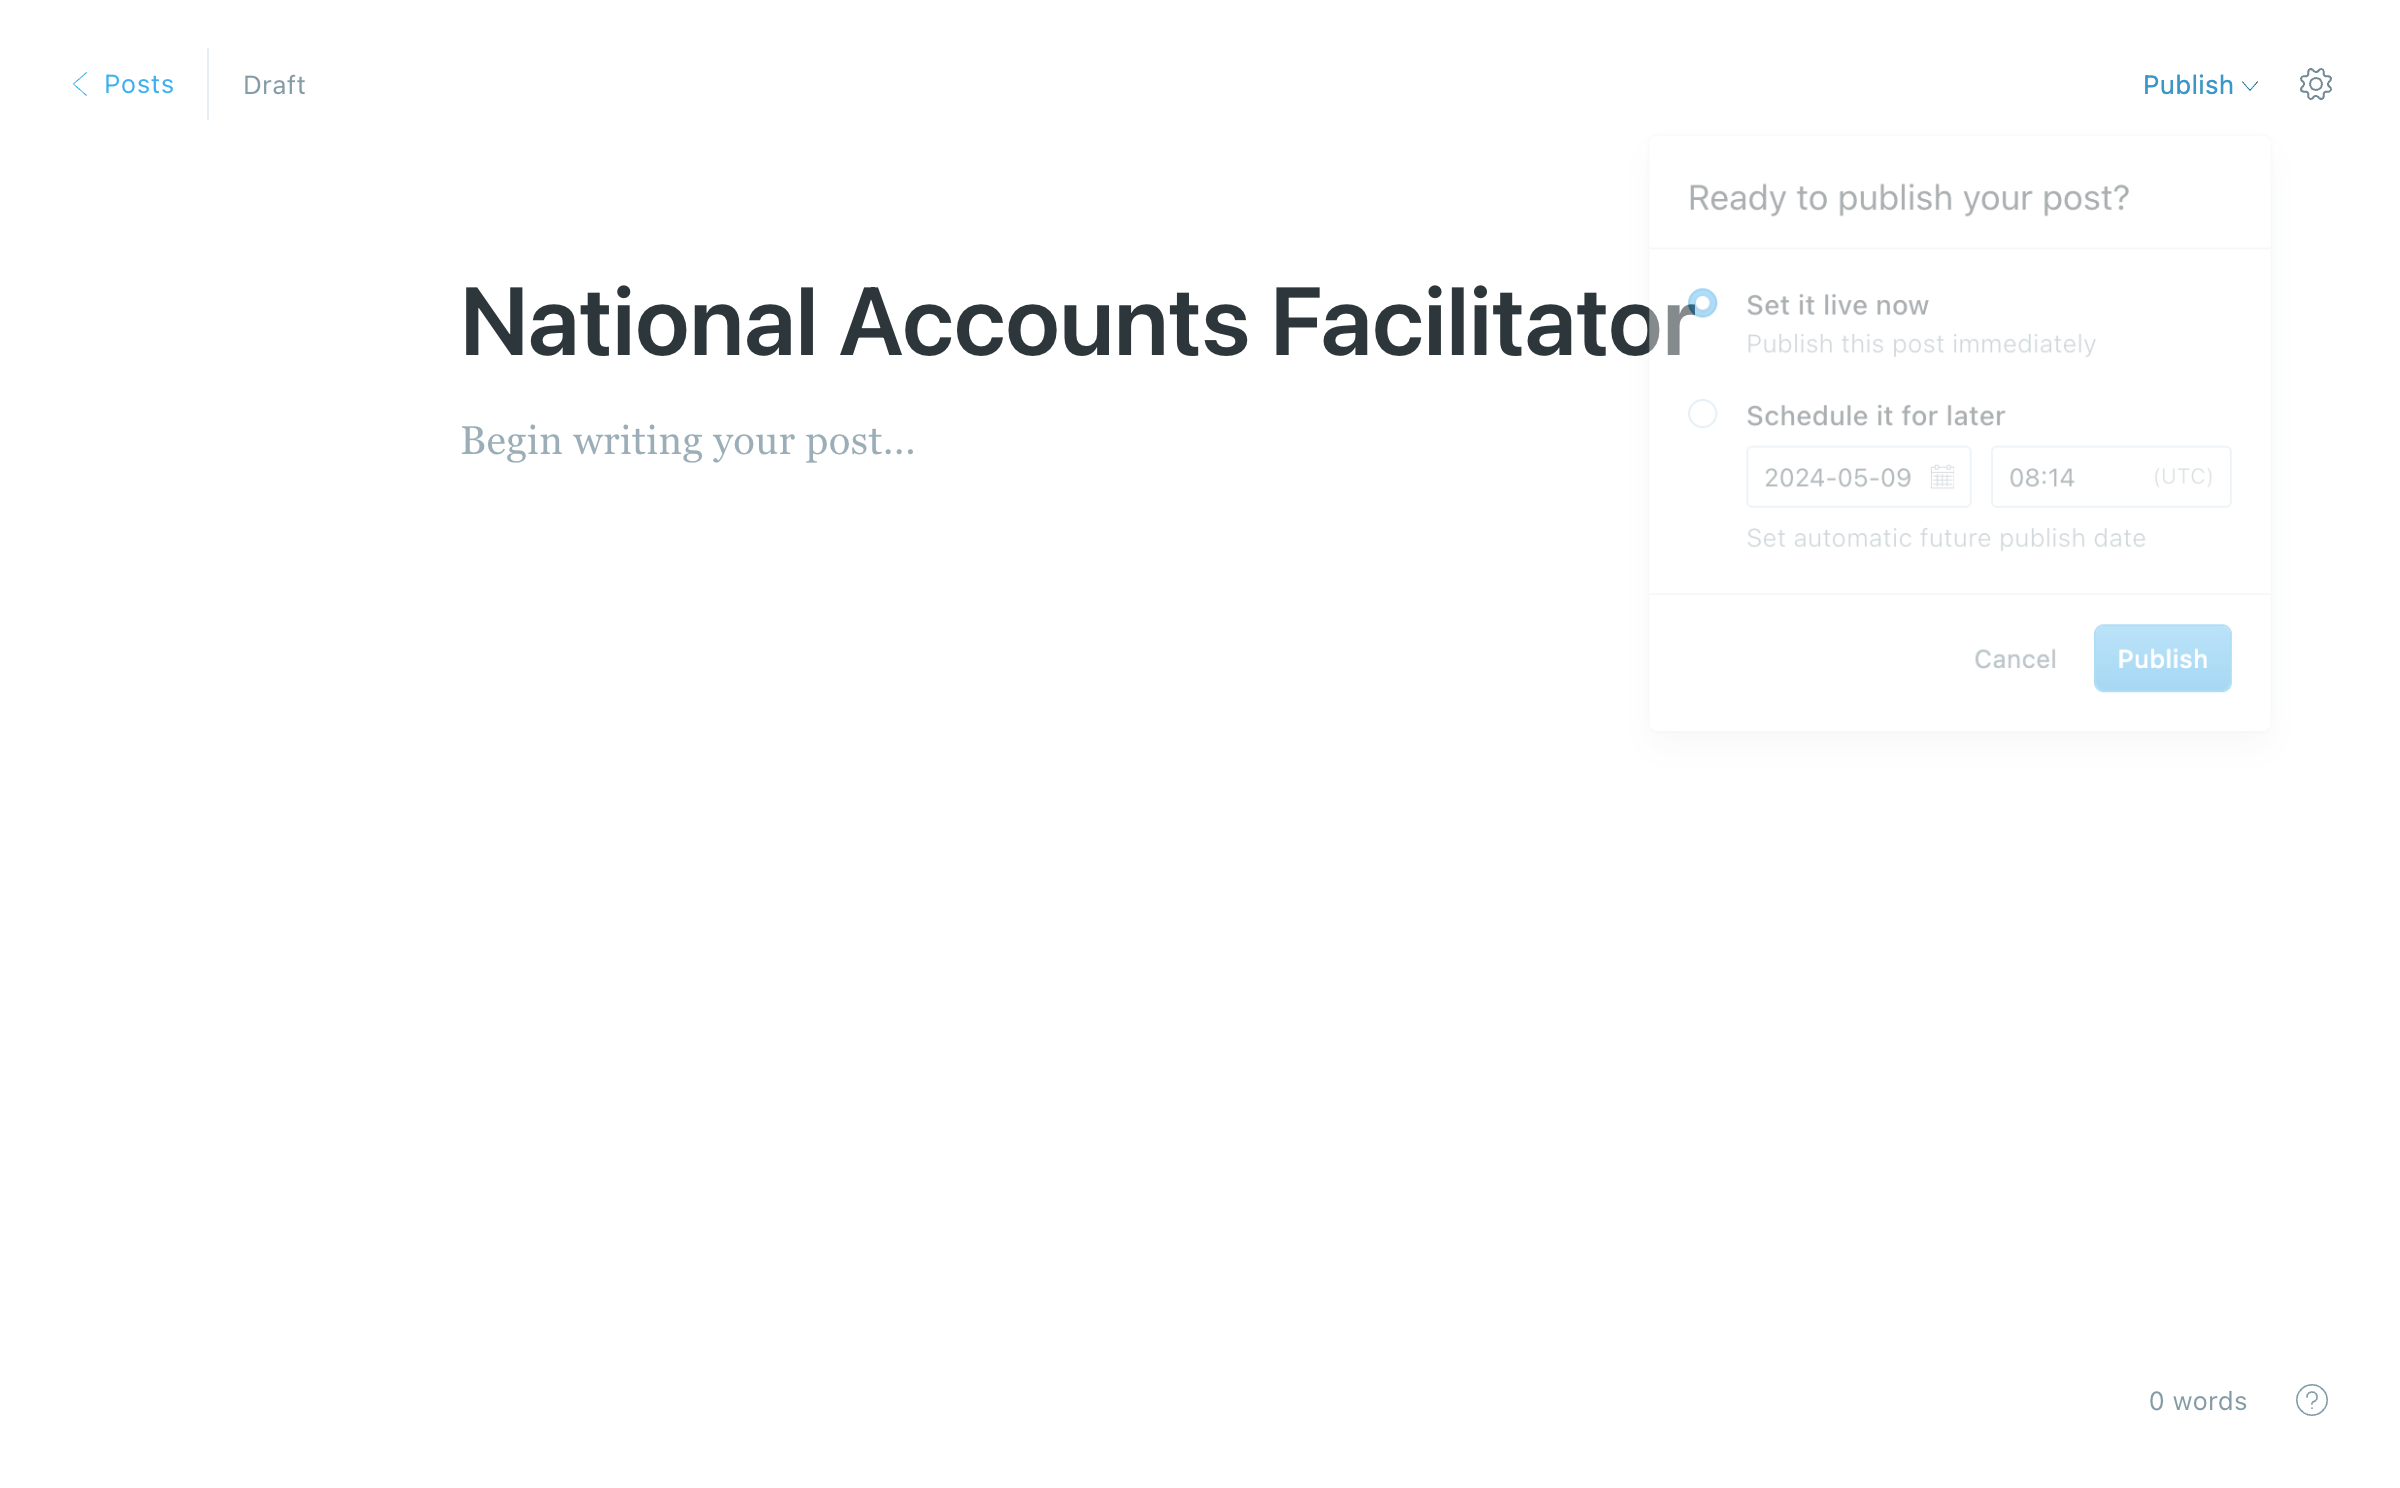 Posts
Draft
Publish
Ready to publish your post?
National Accounts Facilitator
Set it live now
Publish this post immediately
Begin writing your post...
Schedule it for later
2024-05-09
08:14 (UTC)
Set automatic future publish date
Cancel
Publish
0 words
?